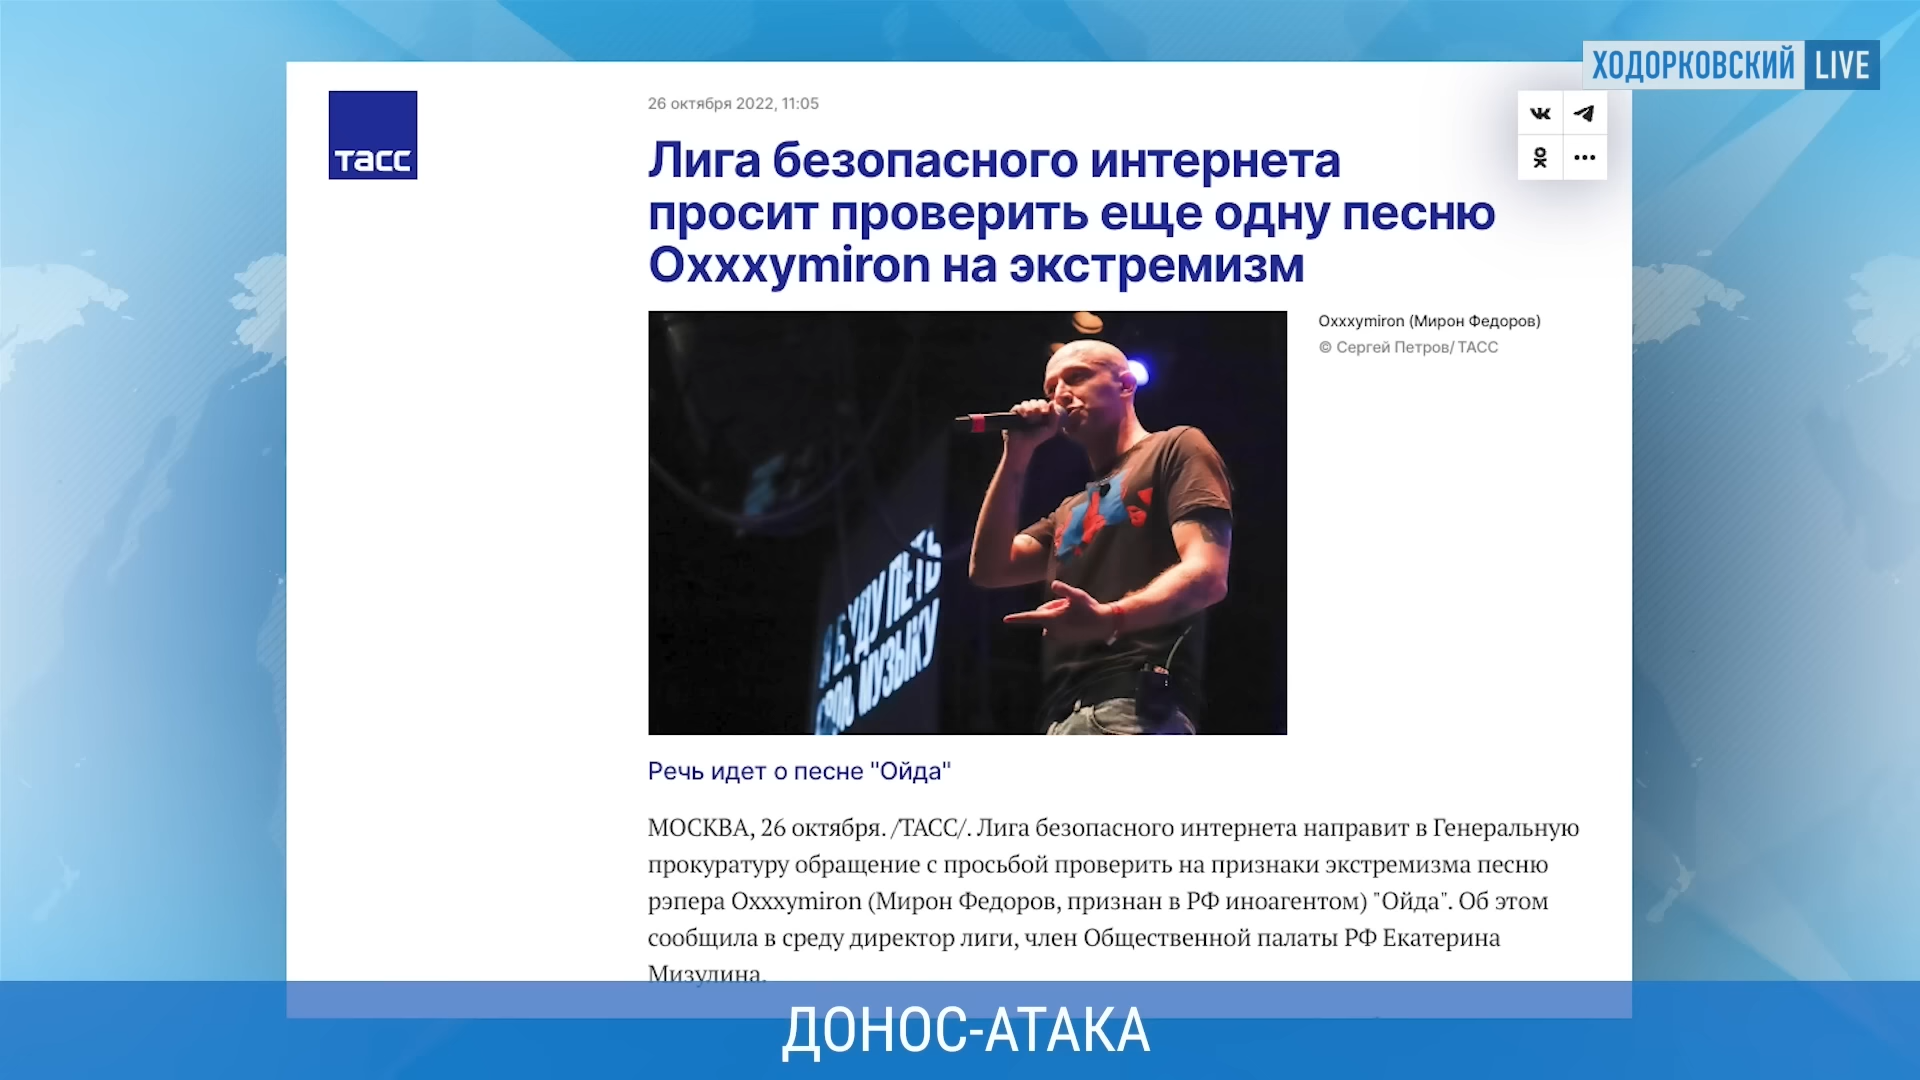 ХОДОРКОВСКИЙ LIVE
тасс
26 октября 2022, 11:05
Лига безопасного интернета
просит проверить еще одну песню
Oxxxymiron на экстремизм
Oxxxymiron (Мирон Федоров)
© Сергей Петров/ ТАСС
БУДУ ПЕТЬ
МУЗЫКУ
Речь идет о песне "Ойда"
МОСКВА, 26 октября. /ТАСС/. Лига безопасного интернета направит в Генеральную
прокуратуру обращение с просьбой проверить на признаки экстремизма песню
рэпера Oxxxymiron (Мирон Федоров, признан в РФ иноагентом) "Ойда". Об этом
сообщила в среду директор лиги, член Общественной палаты РФ Екатерина
Мизулина.
ДОНОС-АТАКА